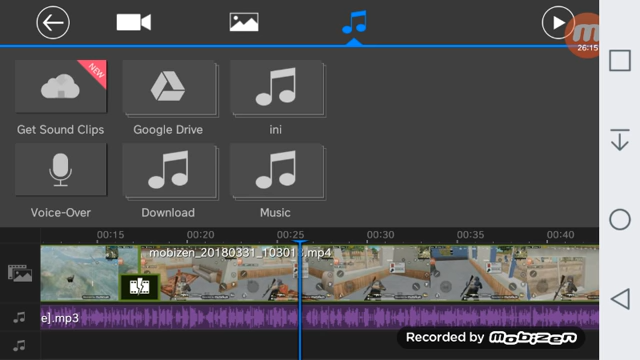 26:15
NEW
Get Sound Clips
Google Drive
ini
Voice-Over
Download
Music
00:15
00:20
00:25
00:30
00:35
00:40
mobizen_20180331_10301 .mp4
e].mp3
Recorded by mobizen